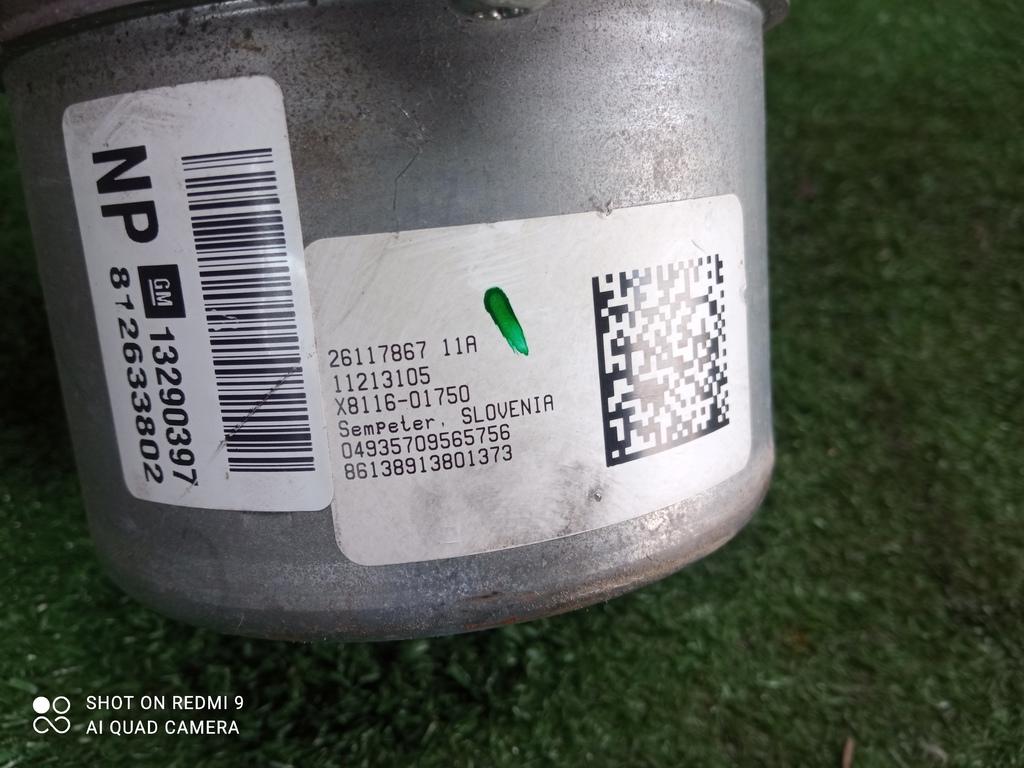 NP
GM 13290397
812633802
26117867 11A
11213105
X8116-01750
Sempeter, SLOVENIA
04935709565756
86138913801373
SHOT ON REDMI 9
AI QUAD CAMERA